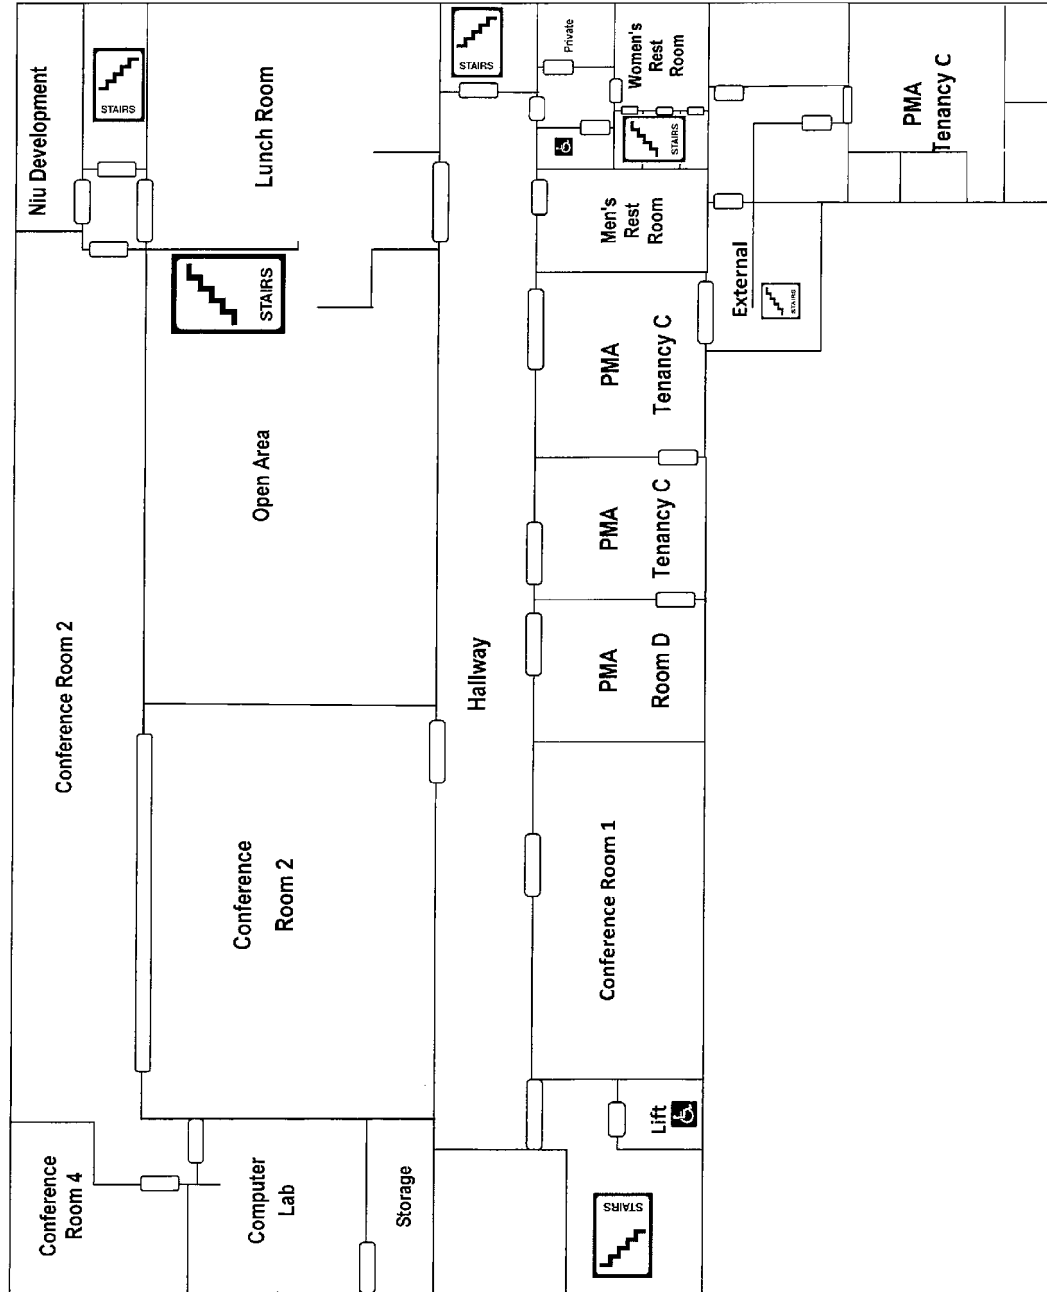 Niu Development
STAIRS
Lunch Room
STAIRS
Private
Women's
Rest
Room
STAIRS
Men's
Rest
Room
PMA
Tenancy C
External
STAIRS
STAIRS
Open Area
PMA
Tenancy C
PMA
Tenancy C
PMA
Room D
Hallway
Conference Room 2
Conference
Room 2
Conference Room 1
Lift
Conference
Room 4
Computer
Lab
Storage
STAIRS